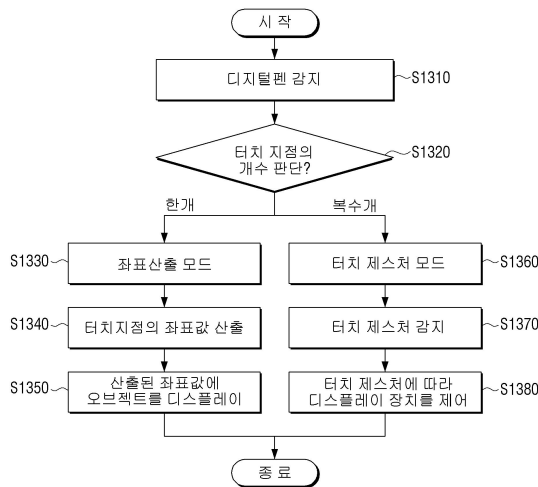 시 작
디지털펜 감지
S1310
터치 지점의
개수 판단?
S1320
한개
복수개
S1330
좌표산출 모드
터치 제스처 모드
S1360
S1340
터치지점의 좌표값 산출
터치 제스처 감지
S1370
S1350
산출된 좌표값에
오브젝트를 디스플레이
터치 제스처에 따라
디스플레이 장치를 제어
S1380
종 료